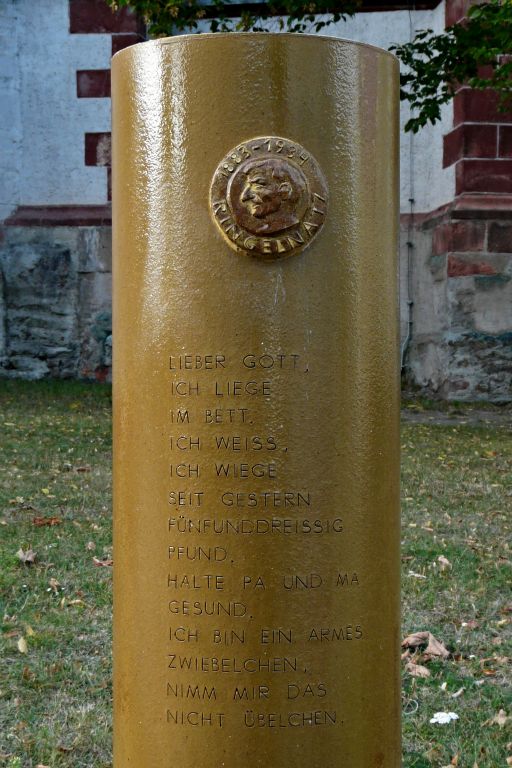 1883-1934
RINGELNATZ
LIEBER GOTT,
ICH LIEGE
IM BETT.
ICH WEISS,
ICH WIEGE
SEIT GESTERN
FÜNFUNDDREISSIG
PFUND.
HALTE PA UND MA
GESUND.
ICH BIN EIN ARMES
ZWIEBELCHEN,
NIMM MIR DAS
NICHT ÜBELCHEN.